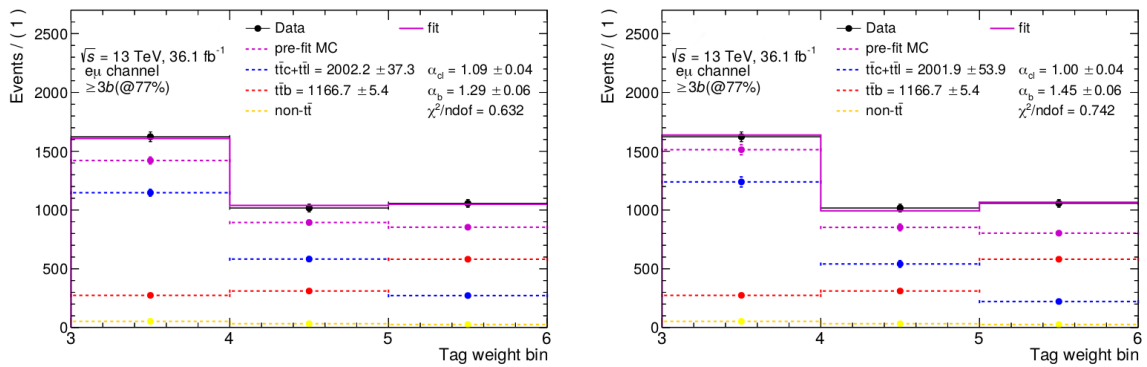 Events / ( 1 )
2500
2000
1500
1000
500
0
3 4 5 6
Tag weight bin
√s = 13 TeV, 36.1 fb⁻¹
eμ channel
≥3b(@77%)
Data
fit
pre-fit MC
tt̄c+tt̄l = 2002.2 ±37.3
α_cl = 1.09 ± 0.04
tt̄b = 1166.7 ±5.4
α_b = 1.29 ± 0.06
non-tt̄
χ²/ndof = 0.632
Events / ( 1 )
2500
2000
1500
1000
500
0
3 4 5 6
Tag weight bin
√s = 13 TeV, 36.1 fb⁻¹
eμ channel
≥3b(@77%)
Data
fit
pre-fit MC
tt̄c+tt̄l = 2001.9 ±53.9
α_cl = 1.00 ± 0.04
tt̄b = 1166.7 ±5.4
α_b = 1.45 ± 0.06
non-tt̄
χ²/ndof = 0.742